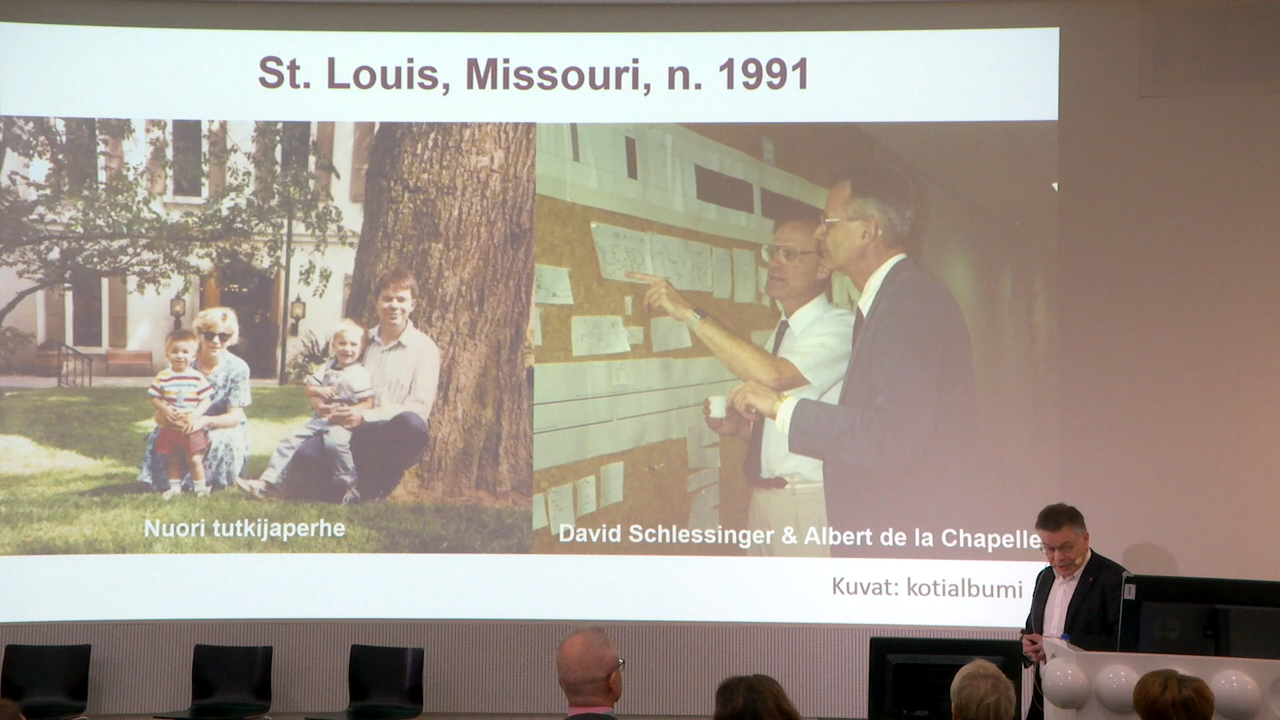 St. Louis, Missouri, n. 1991
Nuori tutkijaperhe
David Schlessinger & Albert de la Chapelle
Kuvat: kotialbumi